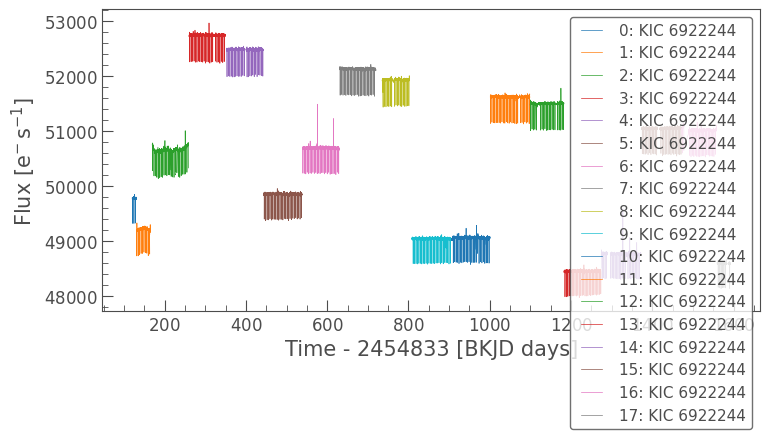 53000
52000
51000
50000
49000
48000
Flux [e⁻ s⁻¹]
200
400
600
800
1000
1200
Time - 2454833 [BKJD days]
0: KIC 6922244
1: KIC 6922244
2: KIC 6922244
3: KIC 6922244
4: KIC 6922244
5: KIC 6922244
6: KIC 6922244
7: KIC 6922244
8: KIC 6922244
9: KIC 6922244
10: KIC 6922244
11: KIC 6922244
12: KIC 6922244
13: KIC 6922244
14: KIC 6922244
15: KIC 6922244
16: KIC 6922244
17: KIC 6922244